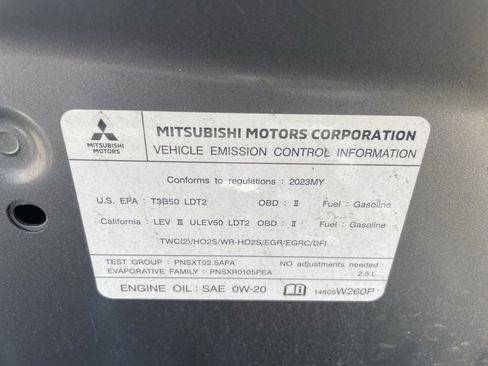 MITSUBISHI MOTORS CORPORATION
MITSUBISHI
MOTORS
VEHICLE EMISSION CONTROL INFORMATION
Conforms to regulations : 2023MY
U.S. EPA : T3B50 LDT2 OBD : II Fuel : Gasoline
California : LEV III ULEV50 LDT2 OBD : II Fuel : Gasoline
TWC(2)/HO2S/WR-HO2S/EGR/EGRC/DFI
TEST GROUP : PNSXT02.5APA NO adjustments needed.
EVAPORATIVE FAMILY : PNSXR0105PEA 2.5 L
ENGINE OIL : SAE 0W-20 14805W260P